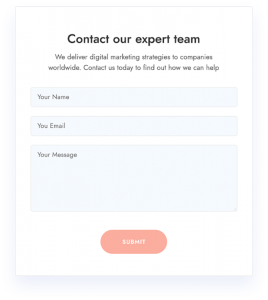 Contact our expert team
We deliver digital marketing strategies to companies
worldwide. Contact us today to find out how we can help
Your Name
You Email
Your Message
SUBMIT